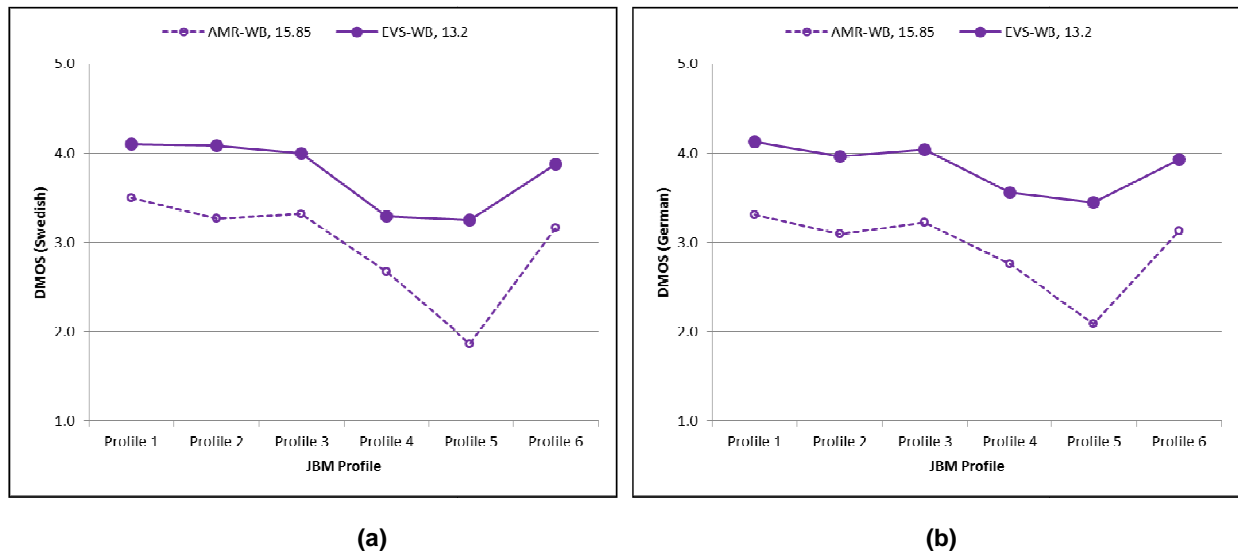 AMR-WB, 15.85 EVS-WB, 13.2
5.0
4.0
3.0
2.0
1.0
DMOS (Swedish)
Profile 1 Profile 2 Profile 3 Profile 4 Profile 5 Profile 6
JBM Profile
(a)
AMR-WB, 15.85 EVS-WB, 13.2
5.0
4.0
3.0
2.0
1.0
DMOS (German)
Profile 1 Profile 2 Profile 3 Profile 4 Profile 5 Profile 6
JBM Profile
(b)